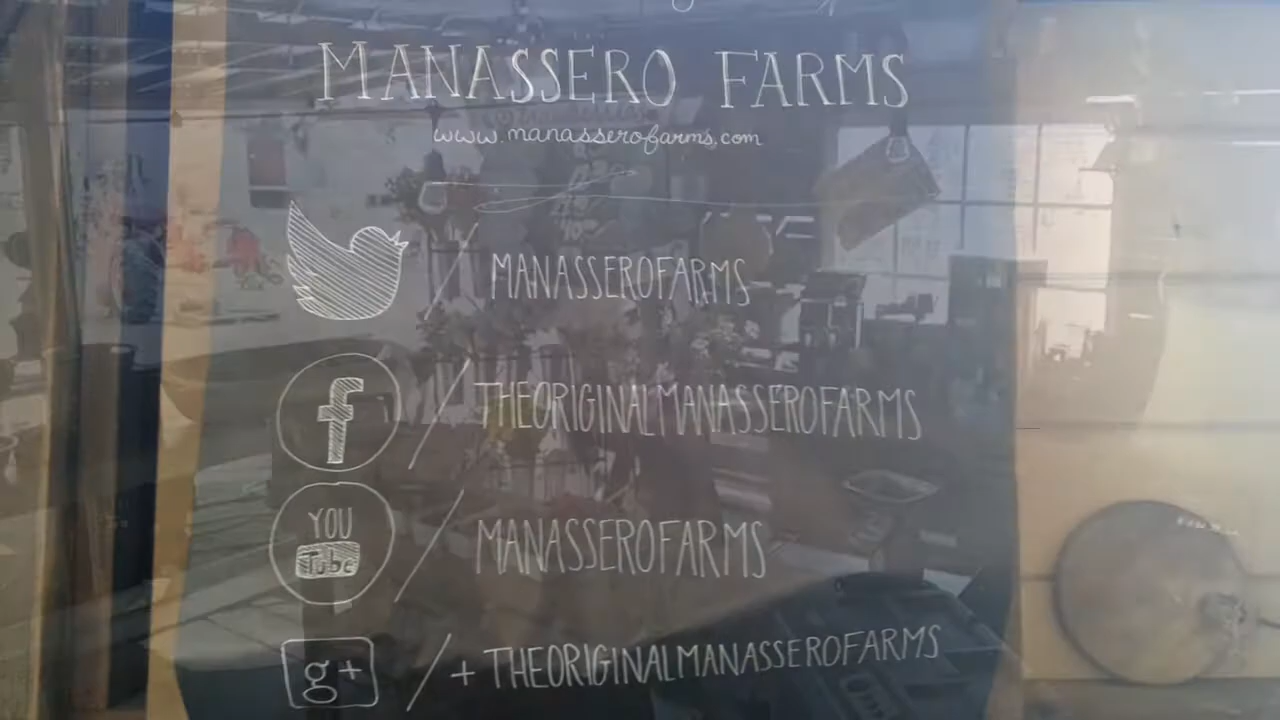 MANASSERO FARMS
www.manasserofarms.com
/ MANASSEROFARMS
f / THEORIGINALMANASSEROFARMS
YOU
Tube / MANASSEROFARMS
g+ / + THEORIGINALMANASSEROFARMS